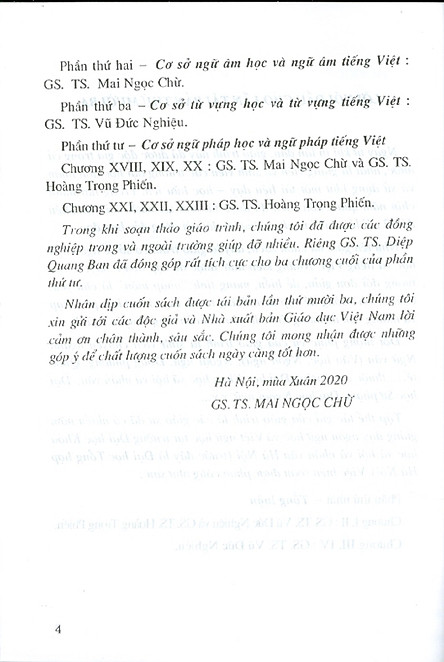 Phần thứ hai – Cơ sở ngữ âm học và ngữ âm tiếng Việt :
GS. TS. Mai Ngọc Chừ.
Phần thứ ba – Cơ sở từ vựng học và từ vựng tiếng Việt :
GS. TS. Vũ Đức Nghiệu.
Phần thứ tư – Cơ sở ngữ pháp học và ngữ pháp tiếng Việt
Chương XVIII, XIX, XX : GS. TS. Mai Ngọc Chừ và GS. TS.
Hoàng Trọng Phiến.
Chương XXI, XXII, XXIII : GS. TS. Hoàng Trọng Phiến.
Trong khi soạn thảo giáo trình, chúng tôi đã được các đồng
nghiệp trong và ngoài trường giúp đỡ nhiều. Riêng GS. TS. Diệp
Quang Ban đã đóng góp rất tích cực cho ba chương cuối của phần
thứ tư.
Nhân dịp cuốn sách được tái bản lần thứ mười ba, chúng tôi
xin gửi tới các độc giả và Nhà xuất bản Giáo dục Việt Nam lời
cảm ơn chân thành, sâu sắc. Chúng tôi mong nhận được những
góp ý để chất lượng cuốn sách ngày càng tốt hơn.
Hà Nội, mùa Xuân 2020
GS. TS. MAI NGỌC CHỪ
4